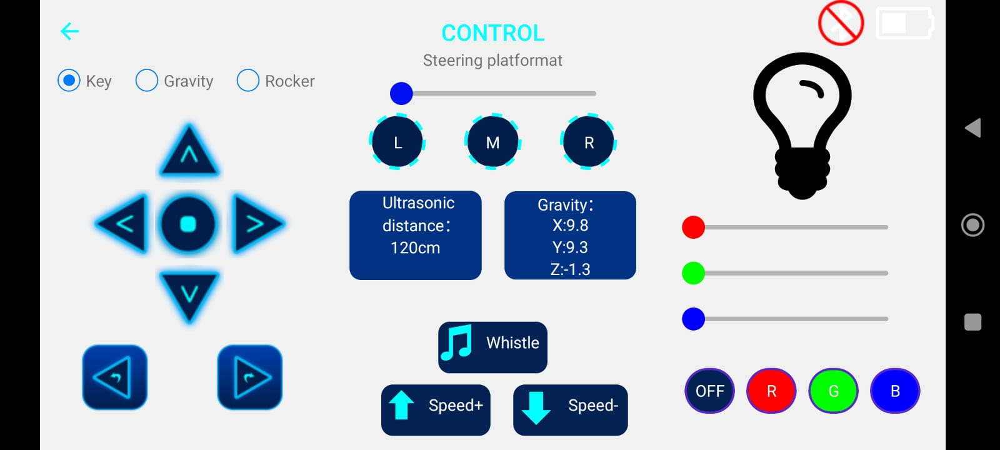 CONTROL
Steering platformat
Key
Gravity
Rocker
L
M
R
Ultrasonic
distance：
120cm
Gravity：
X:9.8
Y:9.3
Z:-1.3
Whistle
Speed+
Speed-
OFF
R
G
B